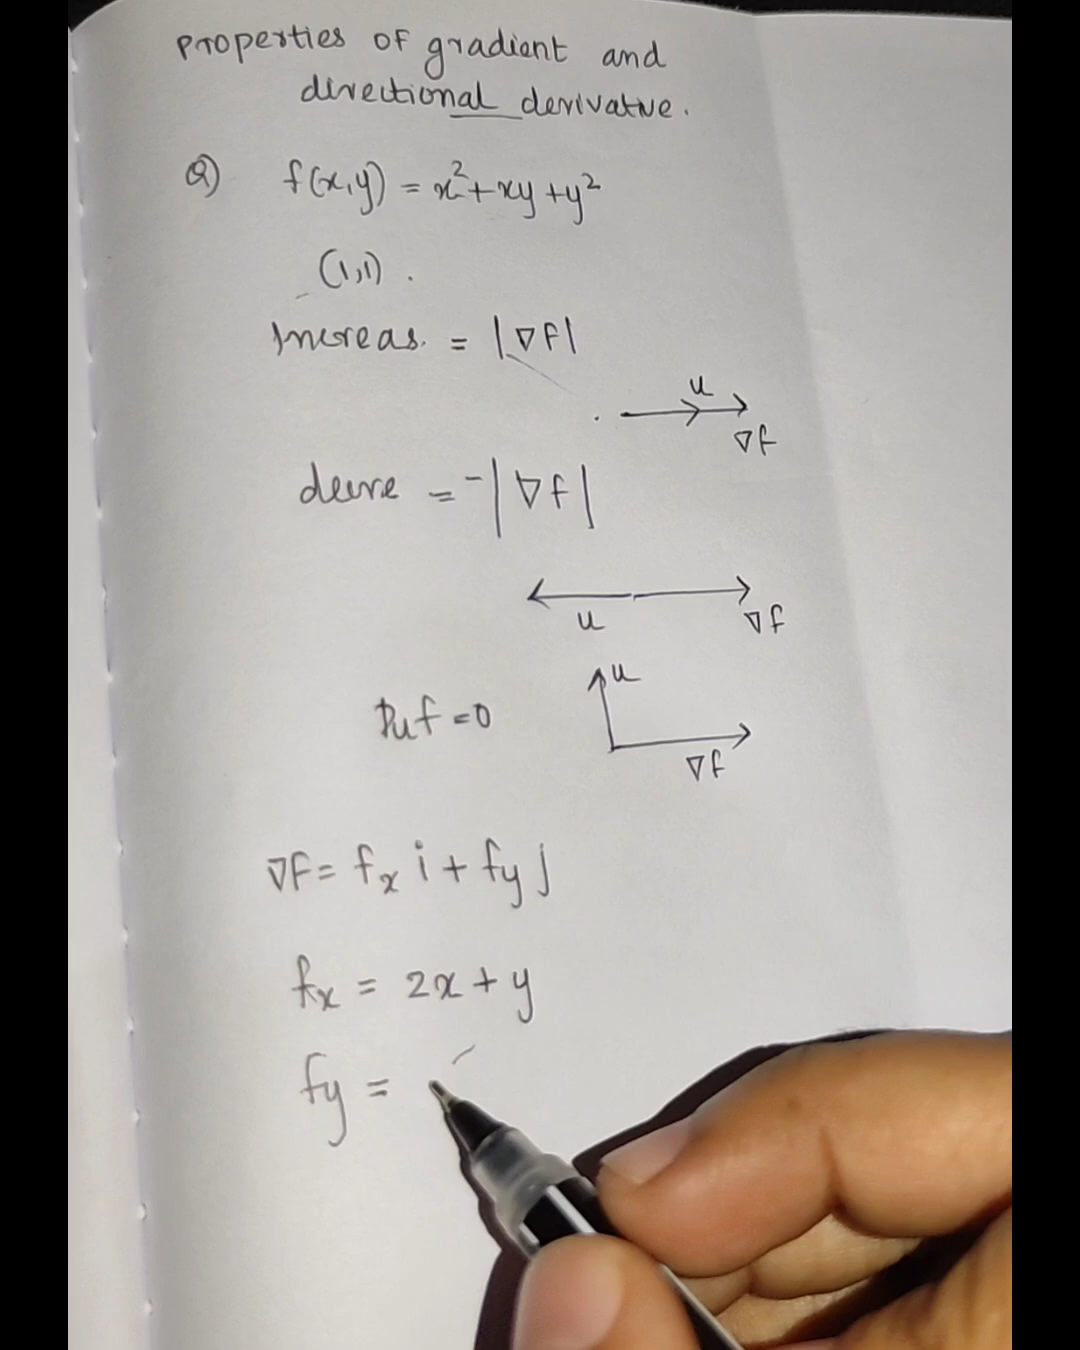 Properties of gradient and
directional derivative.
Q) f(x,y) = x²+xy+y²
(1,1).
Increas. = |∇f|
u
∇f
decre = -|∇f|
u
∇f
Duf = 0
u
∇f
∇f = fx i + fy j
fx = 2x + y
fy =